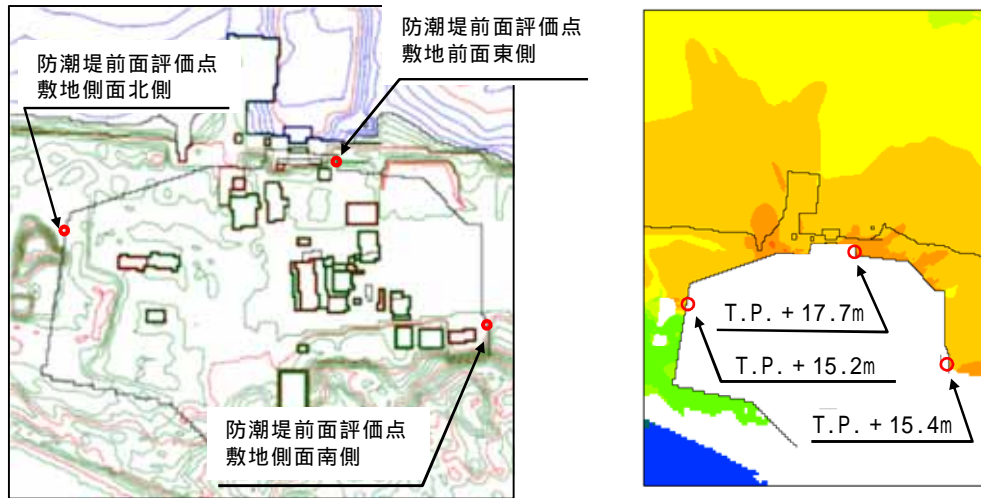 防潮堤前面評価点
敷地側面北側
防潮堤前面評価点
敷地前面東側
防潮堤前面評価点
敷地側面南側
T.P.+17.7m
T.P.+15.2m
T.P.+15.4m